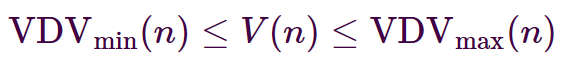 VDV_min(n) ≤ V(n) ≤ VDV_max(n)